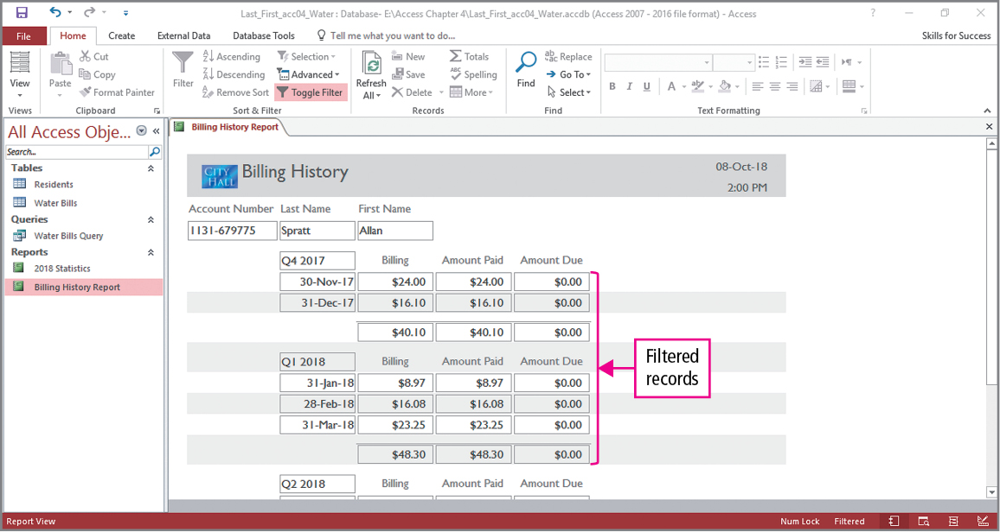 Last_First_acc04_Water : Database- E:\Access Chapter 4\Last_First_acc04_Water.accdb (Access 2007 - 2016 file format) - Access
?
File Home Create External Data Database Tools Tell me what you want to do... Skills for Success
View
Views
Paste
Cut
Copy
Format Painter
Clipboard
Filter
Ascending
Descending
Remove Sort
Selection
Advanced
Toggle Filter
Sort & Filter
Refresh
All
New
Save
Delete
Totals
Spelling
More
Records
Find
Replace
Go To
Select
Find
B I U A
Text Formatting
All Access Obje...
Search...
Tables
Residents
Water Bills
Queries
Water Bills Query
Reports
2018 Statistics
Billing History Report
Billing History Report
CITY
HALL
Billing History
08-Oct-18
2:00 PM
Account Number Last Name First Name
1131-679775 Spratt Allan
Q4 2017 Billing Amount Paid Amount Due
30-Nov-17 $24.00 $24.00 $0.00
31-Dec-17 $16.10 $16.10 $0.00
$40.10 $40.10 $0.00
Q1 2018 Billing Amount Paid Amount Due
31-Jan-18 $8.97 $8.97 $0.00
28-Feb-18 $16.08 $16.08 $0.00
31-Mar-18 $23.25 $23.25 $0.00
$48.30 $48.30 $0.00
Q2 2018 Billing Amount Paid Amount Due
Filtered
records
Report View Num Lock Filtered